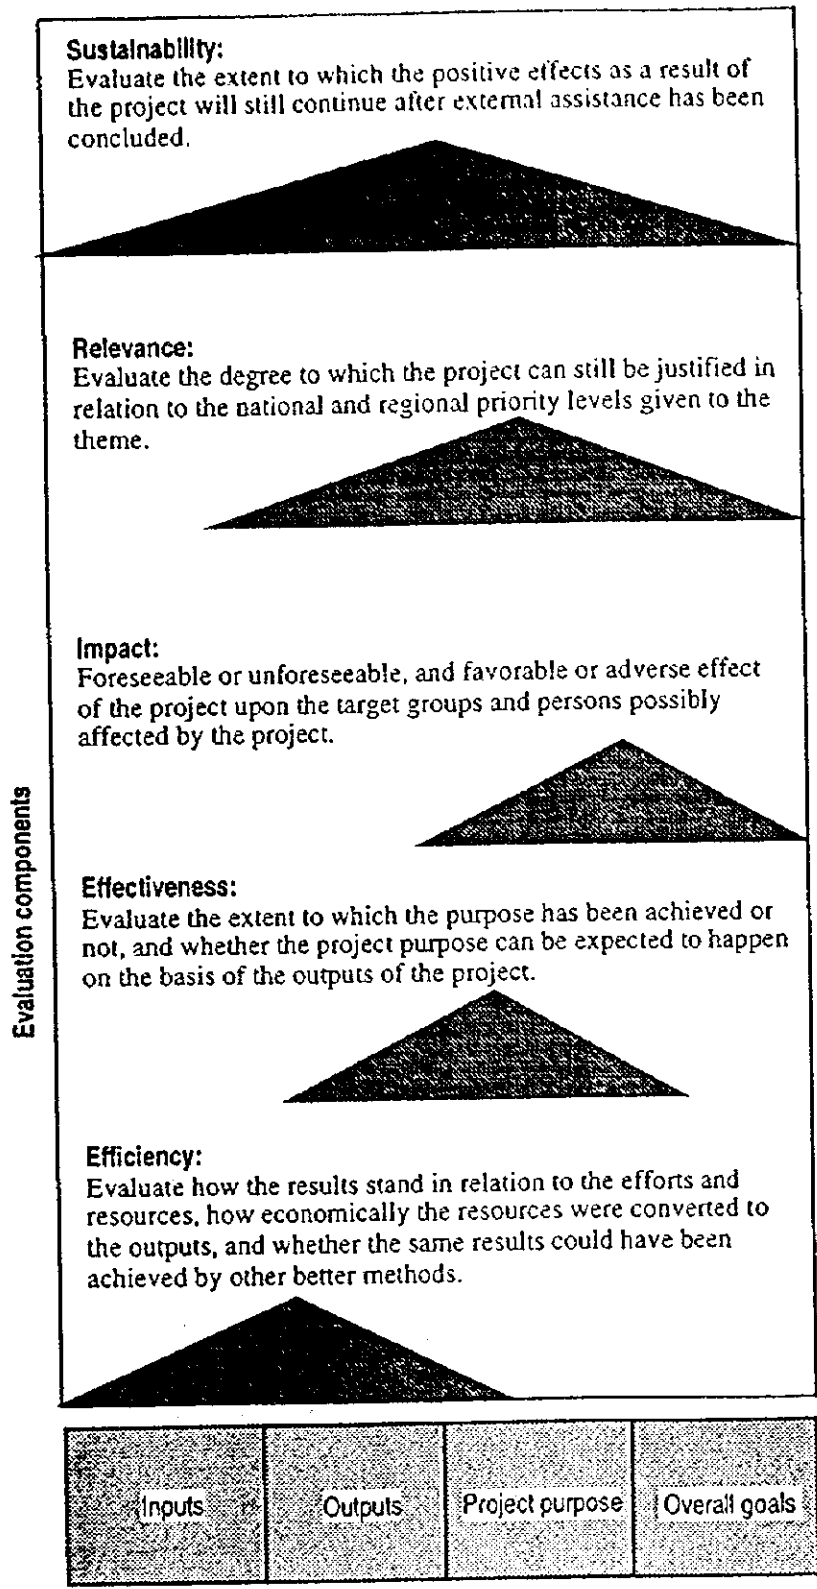 Sustainability:
Evaluate the extent to which the positive effects as a result of
the project will still continue after external assistance has been
concluded.
Relevance:
Evaluate the degree to which the project can still be justified in
relation to the national and regional priority levels given to the
theme.
Impact:
Foreseeable or unforeseeable, and favorable or adverse effect
of the project upon the target groups and persons possibly
affected by the project.
Evaluation components
Effectiveness:
Evaluate the extent to which the purpose has been achieved or
not, and whether the project purpose can be expected to happen
on the basis of the outputs of the project.
Efficiency:
Evaluate how the results stand in relation to the efforts and
resources, how economically the resources were converted to
the outputs, and whether the same results could have been
achieved by other better methods.
Inputs
Outputs
Project purpose
Overall goals